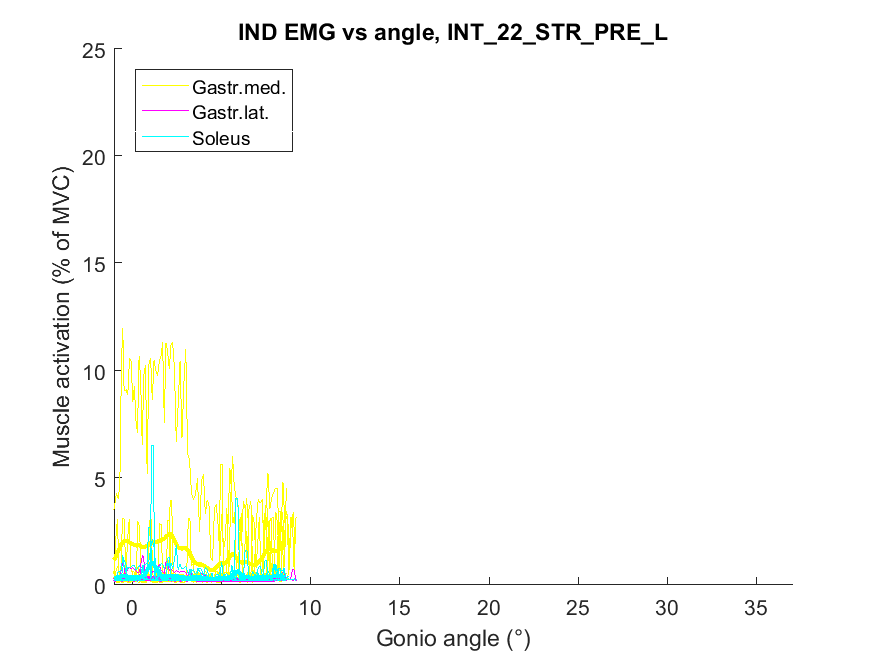 IND EMG vs angle, INT_22_STR_PRE_L
25
20
15
10
5
0
Muscle activation (% of MVC)
Gastr.med.
Gastr.lat.
Soleus
0 5 10 15 20 25 30 35
Gonio angle (°)